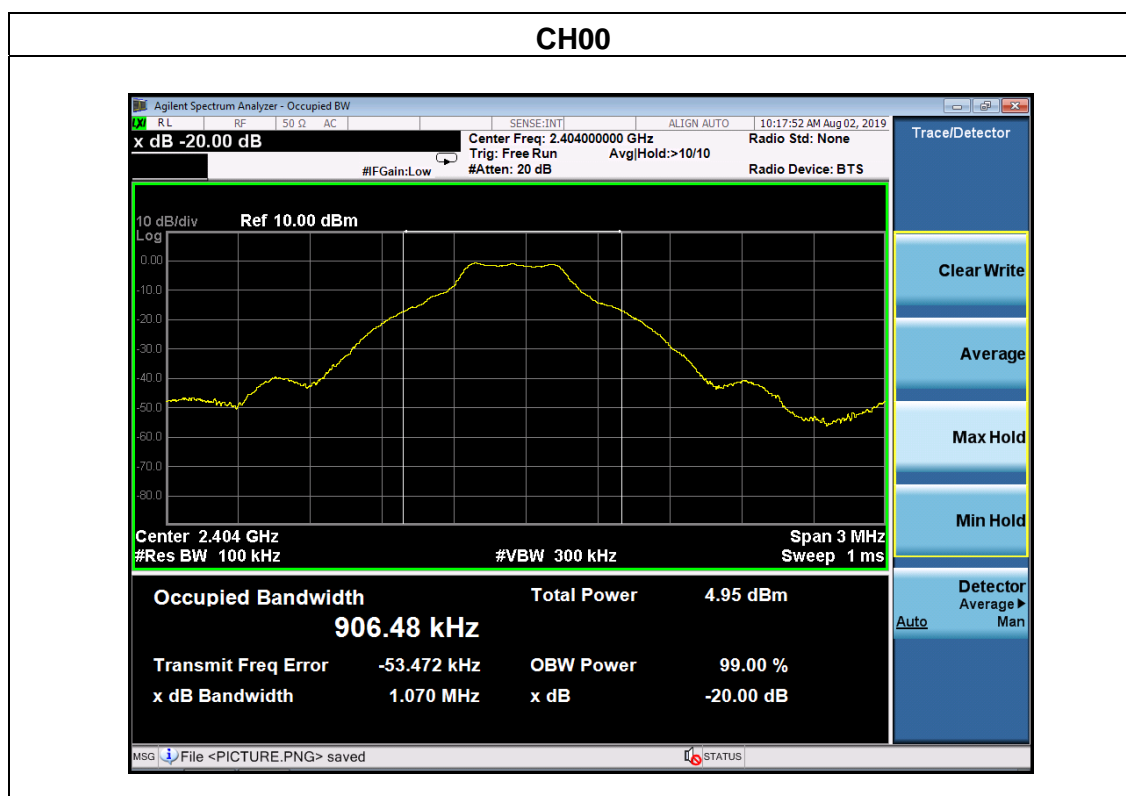 CH00
Agilent Spectrum Analyzer - Occupied BW
LXI RL RF 50 Ω AC SENSE:INT ALIGN AUTO 10:17:52 AM Aug 02, 2019
x dB -20.00 dB
Center Freq: 2.404000000 GHz Radio Std: None
Trig: Free Run Avg|Hold:>10/10
#IFGain:Low #Atten: 20 dB Radio Device: BTS
Trace/Detector
10 dB/div Ref 10.00 dBm
Log
0.00
-10.0
-20.0
-30.0
-40.0
-50.0
-60.0
-70.0
-80.0
Clear Write
Average
Max Hold
Min Hold
Center 2.404 GHz Span 3 MHz
#Res BW 100 kHz #VBW 300 kHz Sweep 1 ms
Detector
Average▶
Auto Man
Occupied Bandwidth Total Power 4.95 dBm
906.48 kHz
Transmit Freq Error -53.472 kHz OBW Power 99.00 %
x dB Bandwidth 1.070 MHz x dB -20.00 dB
MSG File <PICTURE.PNG> saved STATUS